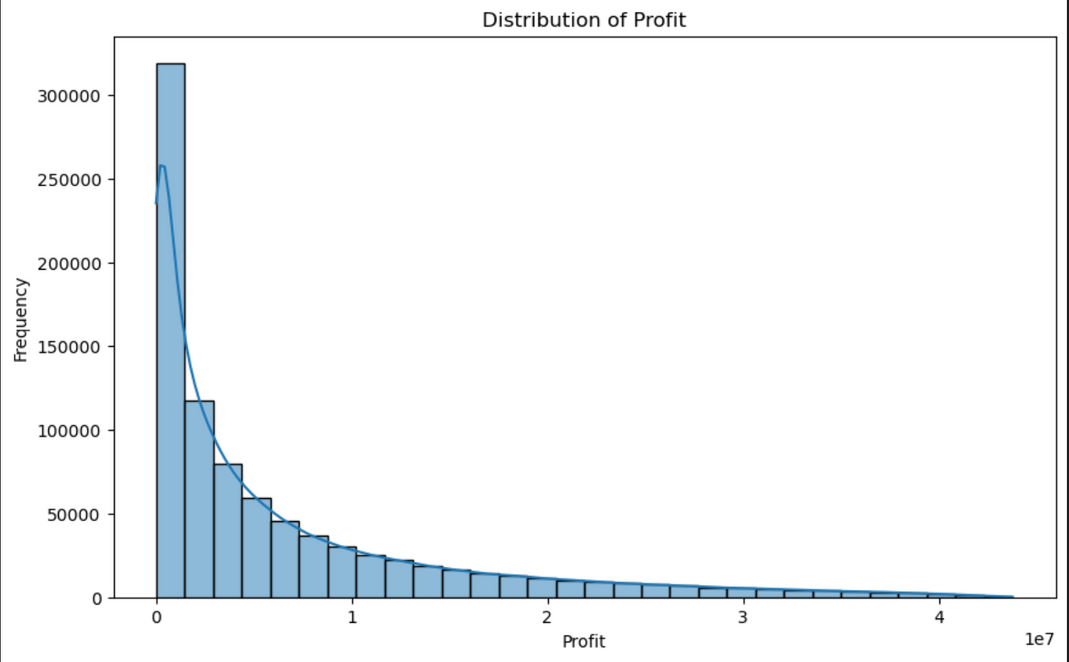 Distribution of Profit
Frequency
300000
250000
200000
150000
100000
50000
0
0 1 2 3 4
1e7
Profit